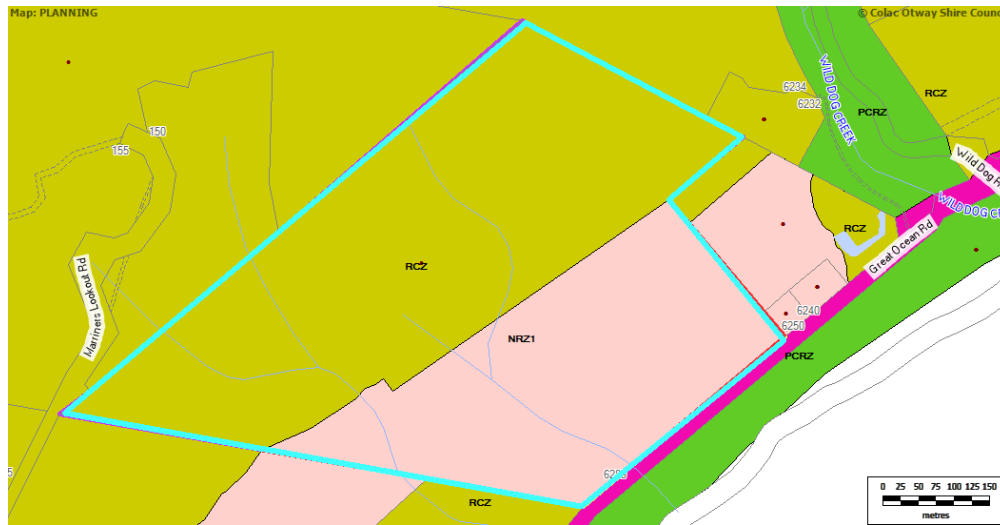 Map: PLANNING
© Colac Otway Shire Counc
RCZ
6234
6232
WILD DOG CREEK
PCRZ
150
155
Wild Dog R
WILD DOG CR
RCZ
Great Ocean Rd
RCZ
Marriners Lookout Rd
6240
6250
NRZ1
PCRZ
5
RCZ
0 25 50 75 100 125 150
metres